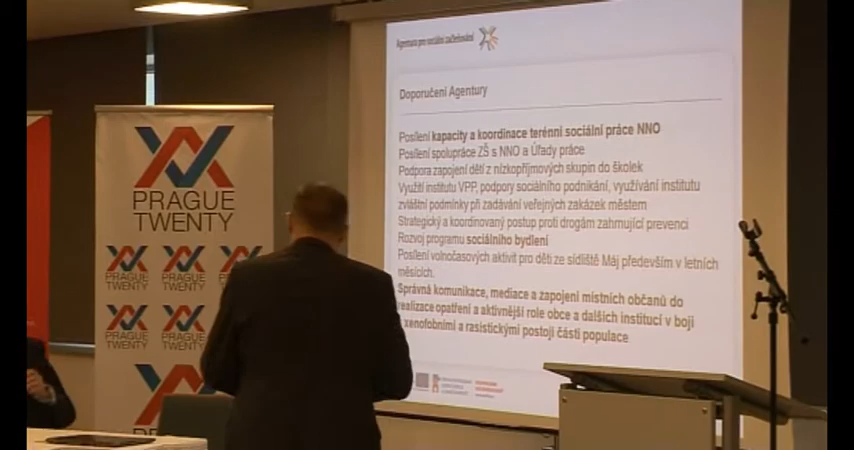 Agentura pro sociální začleňování
Doporučení Agentury
Posílení kapacity a koordinace terénní sociální práce NNO
Posílení spolupráce ZŠ s NNO a Úřady práce
Podpora zapojení dětí z nízkopříjmových skupin do školek
Využití institutu VPP, podpory sociálního podnikání, využívání institutu
zvláštní podmínky při zadávání veřejných zakázek městem
Strategický a koordinovaný postup proti drogám zahrnující prevenci
Rozvoj programu sociálního bydlení
Posílení volnočasových aktivit pro děti ze sídliště Máj především v letních
měsících.
Správná komunikace, mediace a zapojení místních občanů do
realizace opatření a aktivnější role obce a dalších institucí v boji
xenofobními a rasistickými postoji části populace
PRAGUE
TWENTY
PRAGUE
TWENTY
PRAGUE
TWENTY
PRAGUE
TWENTY
PRAGUE
TWENTY
PRAGUE
TWENTY